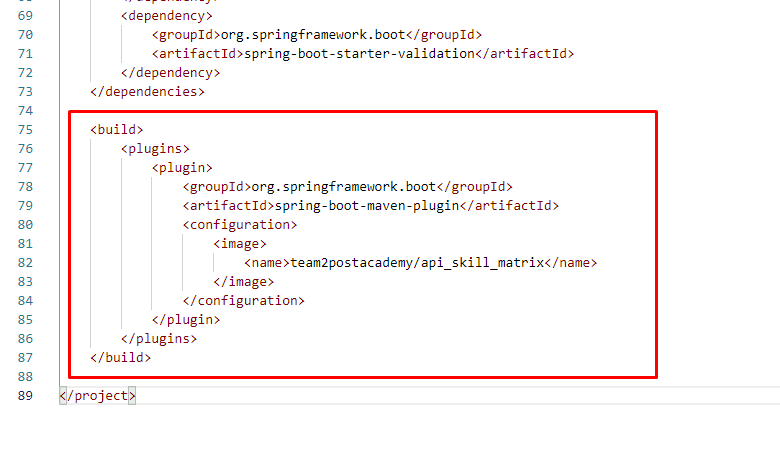 69 <dependency>
70 <groupId>org.springframework.boot</groupId>
71 <artifactId>spring-boot-starter-validation</artifactId>
72 </dependency>
73 </dependencies>
74
75 <build>
76 <plugins>
77 <plugin>
78 <groupId>org.springframework.boot</groupId>
79 <artifactId>spring-boot-maven-plugin</artifactId>
80 <configuration>
81 <image>
82 <name>team2postacademy/api_skill_matrix</name>
83 </image>
84 </configuration>
85 </plugin>
86 </plugins>
87 </build>
88
89 </project>